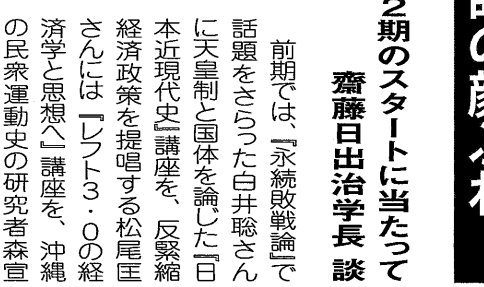 の顔ぶれ
2期のスタートに当たって
齋藤日出治学長 談
前期では、『永続敗戦論』で
話題をさらった白井聡さん
に天皇制と国体を論じた『日
本近現代史』講座を、反緊縮
経済政策を提唱する松尾匡
さんには『レフト3・0の経
済学と思想へ』講座を、沖縄
の民衆運動史の研究者森宣